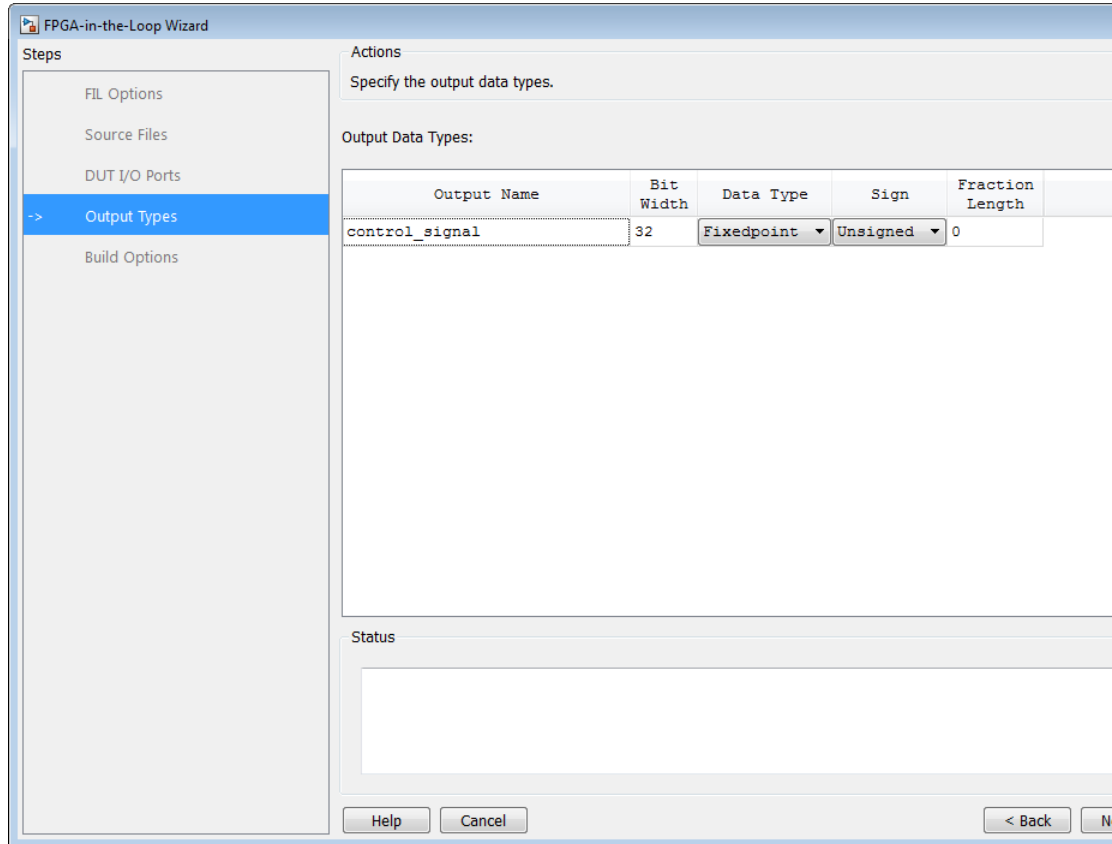 FPGA-in-the-Loop Wizard
Steps
FIL Options
Source Files
DUT I/O Ports
-> Output Types
Build Options
Actions
Specify the output data types.
Output Data Types:
Output Name Bit Width Data Type Sign Fraction Length
control_signal 32 Fixedpoint Unsigned 0
Status
Help Cancel < Back